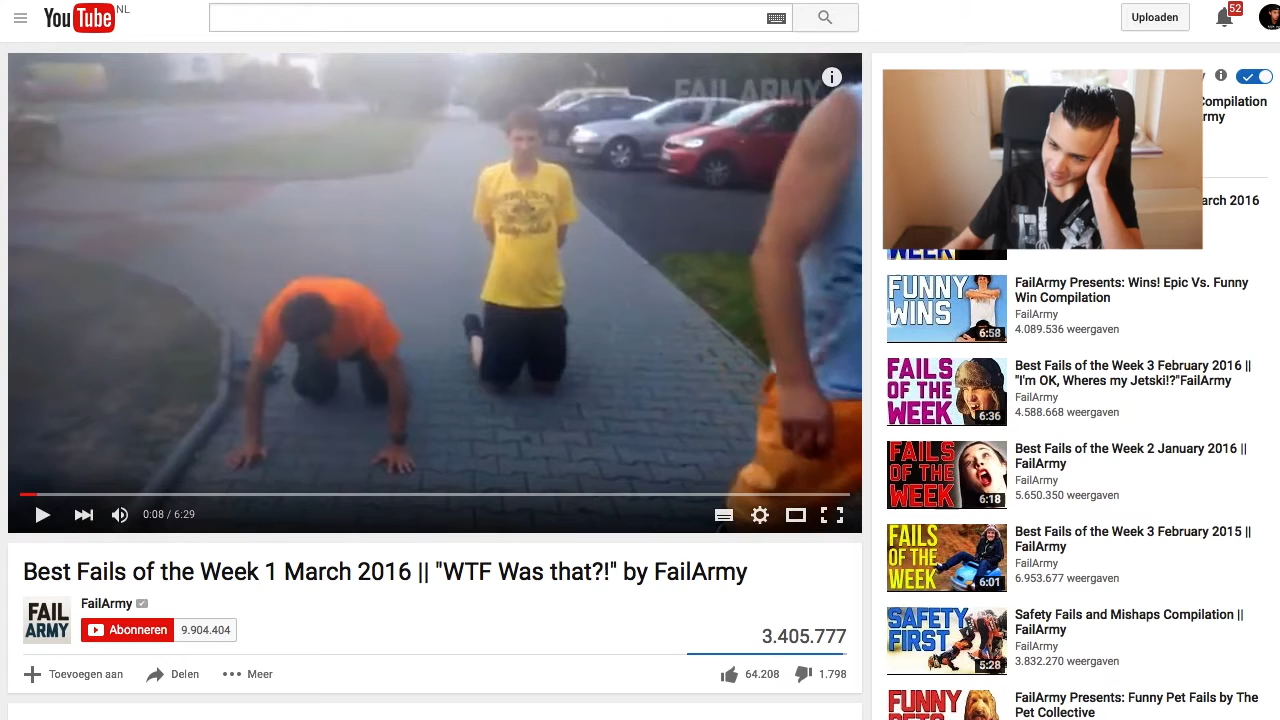 YouTube NL
Uploaden
52
FAILARMY
ompilation
rmy
arch 2016
WEEK
FUNNY
WINS
6:58
FailArmy Presents: Wins! Epic Vs. Funny
Win Compilation
FailArmy
4.089.536 weergaven
FAILS
OF THE
WEEK
6:36
Best Fails of the Week 3 February 2016 ||
"I'm OK, Wheres my Jetski!?"FailArmy
FailArmy
4.588.668 weergaven
FAILS
OF THE
WEEK
6:18
Best Fails of the Week 2 January 2016 ||
FailArmy
FailArmy
5.650.350 weergaven
FAILS
OF THE
WEEK
6:01
Best Fails of the Week 3 February 2015 ||
FailArmy
FailArmy
6.953.677 weergaven
SAFETY
FIRST
5:28
Safety Fails and Mishaps Compilation ||
FailArmy
FailArmy
3.832.270 weergaven
FUNNY
PETS
FailArmy Presents: Funny Pet Fails by The
Pet Collective
0:08 / 6:29
Best Fails of the Week 1 March 2016 || "WTF Was that?!" by FailArmy
FAIL
ARMY
FailArmy
Abonneren 9.904.404
3.405.777
Toevoegen aan Delen Meer 64.208 1.798